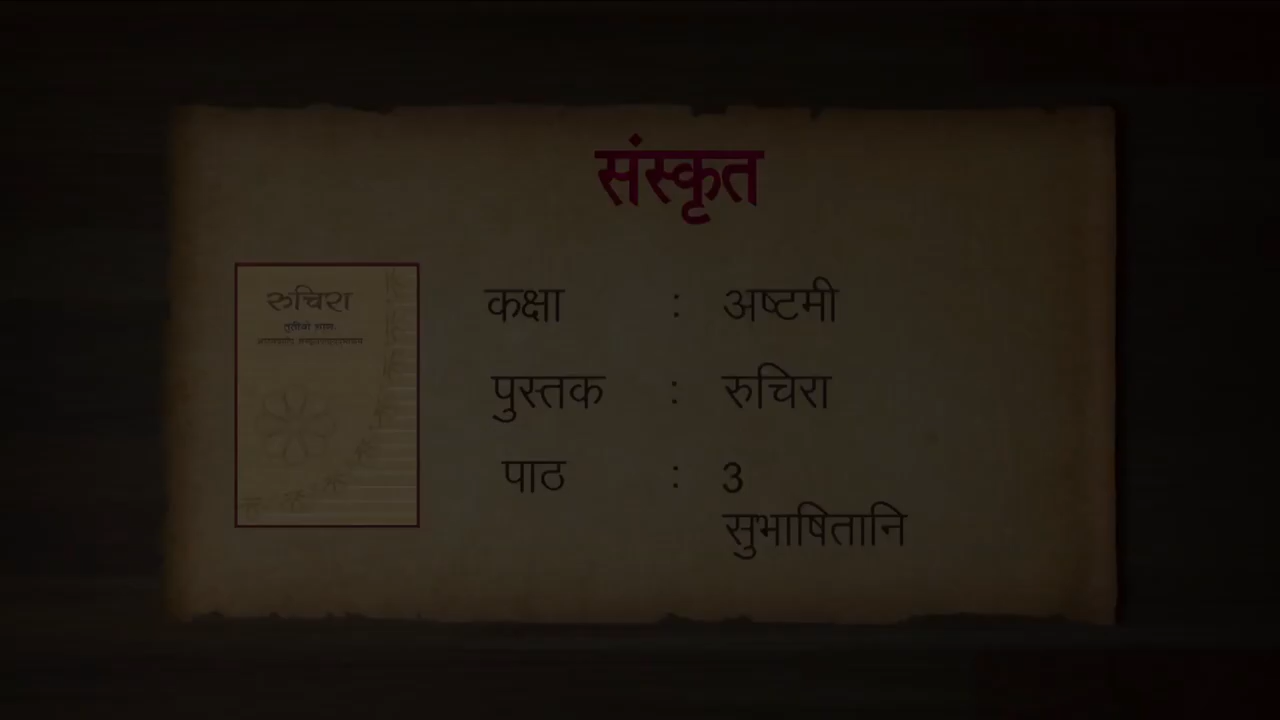 संस्कृत
रुचिरा
कक्षा : अष्टमी
पुस्तक : रुचिरा
पाठ : 3
सुभाषितानि